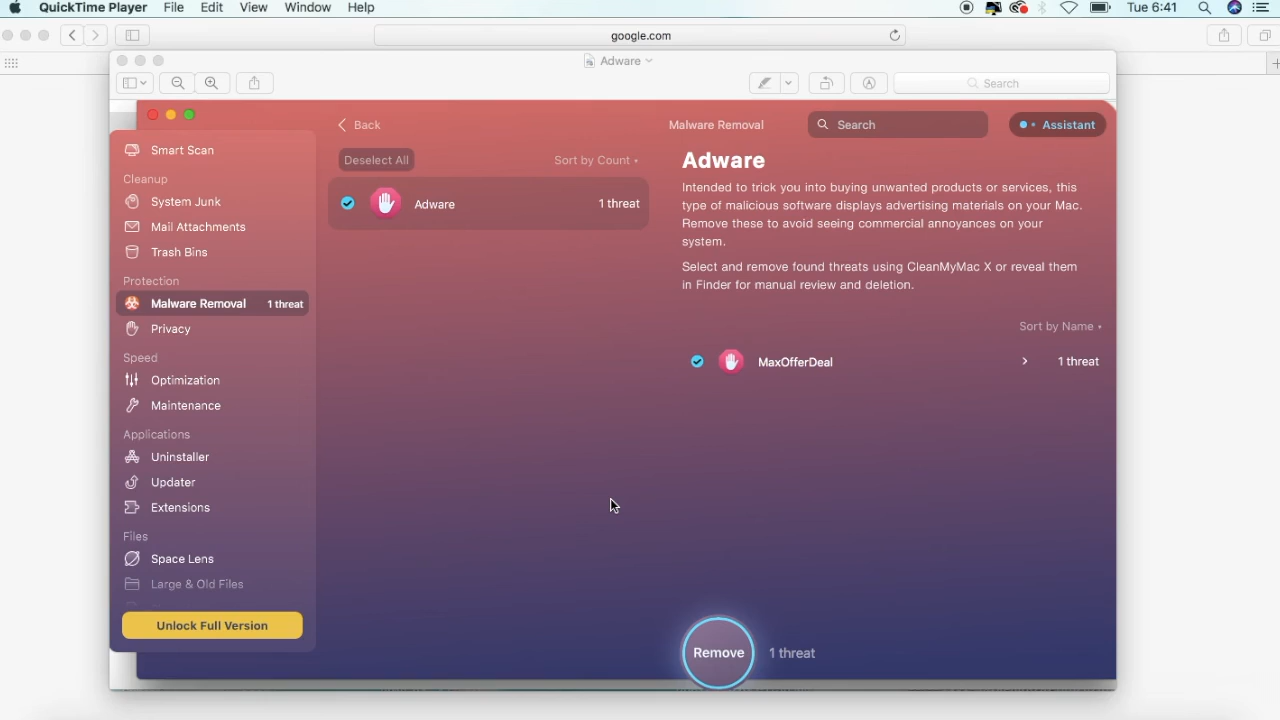 QuickTime Player File Edit View Window Help Tue 6:41
google.com
Adware
Search
Back
Malware Removal
Search
Assistant
Smart Scan
Cleanup
System Junk
Mail Attachments
Trash Bins
Protection
Malware Removal 1 threat
Privacy
Speed
Optimization
Maintenance
Applications
Uninstaller
Updater
Extensions
Files
Space Lens
Large & Old Files
Unlock Full Version
Deselect All
Sort by Count
Adware 1 threat
Adware
Intended to trick you into buying unwanted products or services, this
type of malicious software displays advertising materials on your Mac.
Remove these to avoid seeing commercial annoyances on your
system.
Select and remove found threats using CleanMyMac X or reveal them
in Finder for manual review and deletion.
Sort by Name
MaxOfferDeal 1 threat
Remove 1 threat